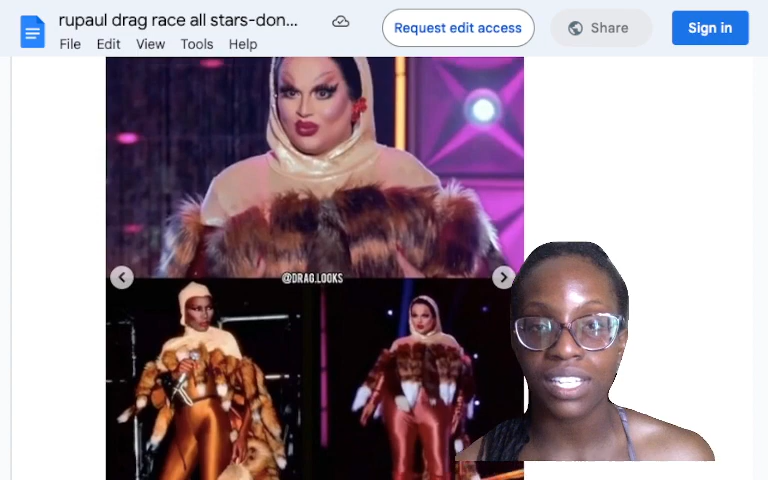 rupaul drag race all stars-don...
File Edit View Tools Help
Request edit access
Share
Sign in
@DRAG.LOOKS